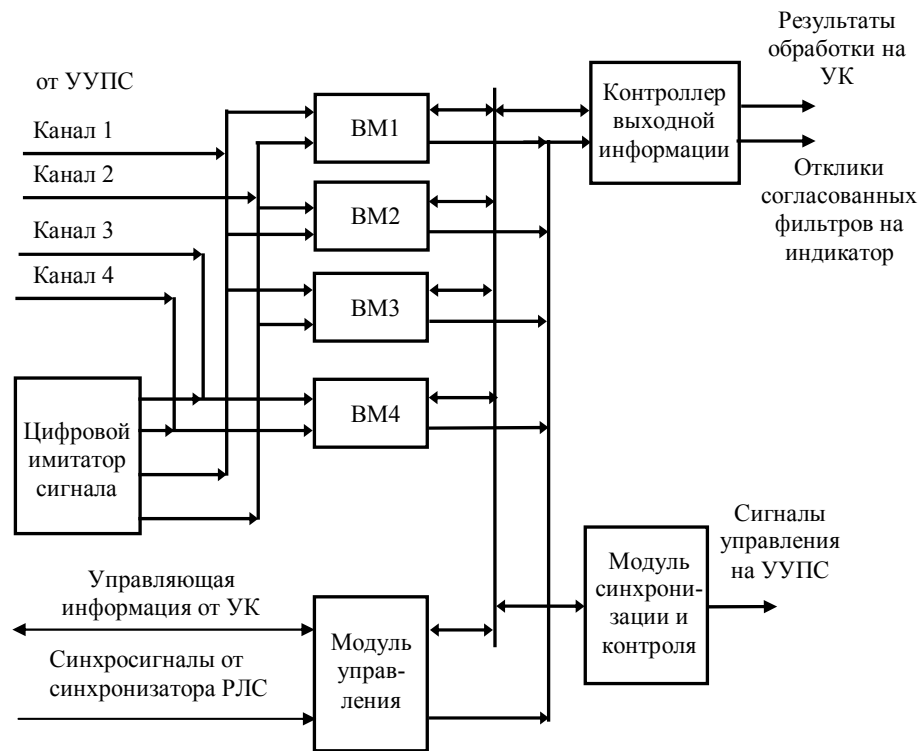 от УУПС
Канал 1
Канал 2
Канал 3
Канал 4
Цифровой
имитатор
сигнала
ВМ1
ВМ2
ВМ3
ВМ4
Контроллер
выходной
информации
Результаты
обработки на
УК
Отклики
согласованных
фильтров на
индикатор
Управляющая
информация от УК
Синхросигналы от
синхронизатора РЛС
Модуль
управ-
ления
Модуль
синхрони-
зации и
контроля
Сигналы
управления
на УУПС